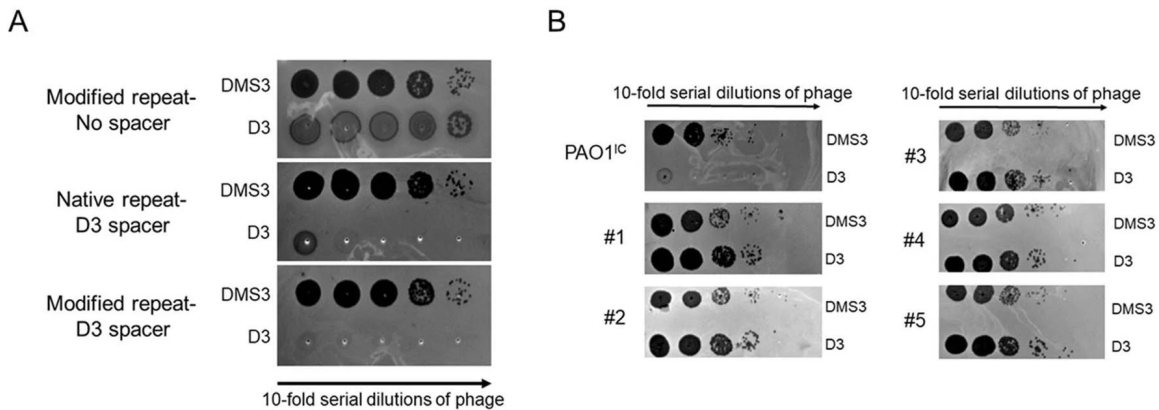 A
Modified repeat-
No spacer
DMS3
D3
Native repeat-
D3 spacer
DMS3
D3
Modified repeat-
D3 spacer
DMS3
D3
10-fold serial dilutions of phage
B
10-fold serial dilutions of phage
PAO1ᴵᶜ
DMS3
D3
#1
DMS3
D3
#2
DMS3
D3
10-fold serial dilutions of phage
#3
DMS3
D3
#4
DMS3
D3
#5
DMS3
D3